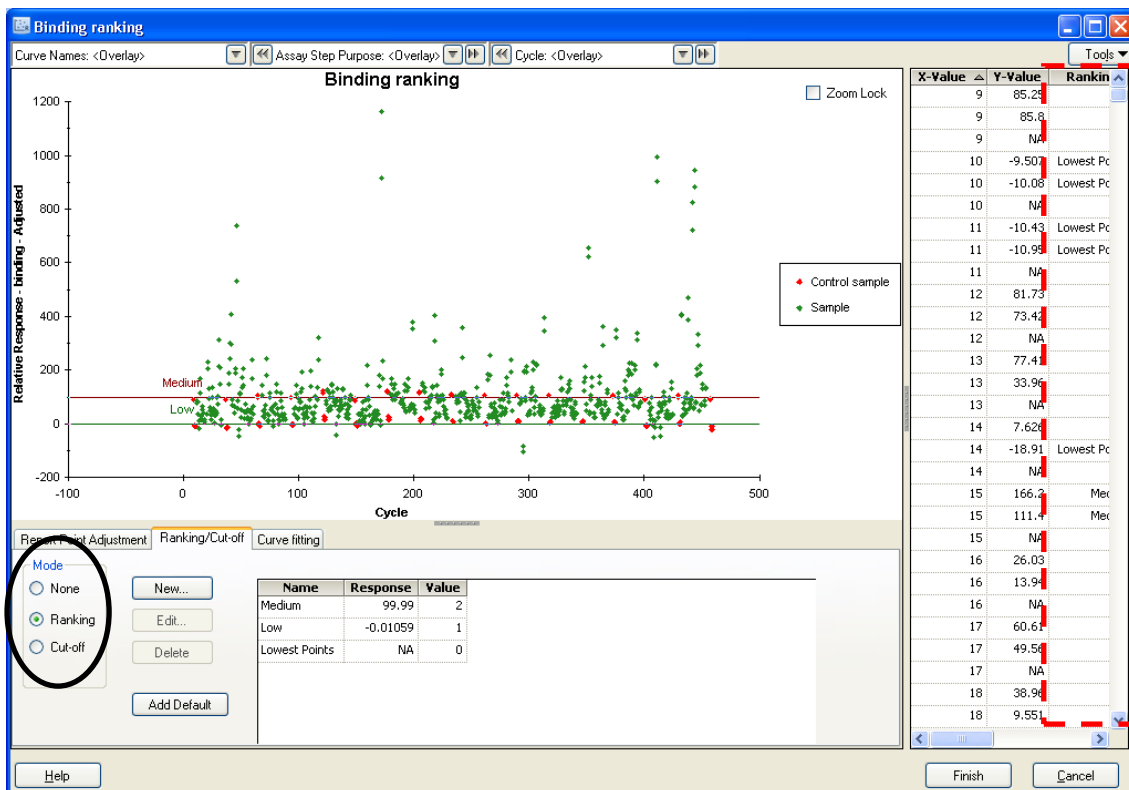 Binding ranking
Curve Names: <Overlay> Assay Step Purpose: <Overlay> Cycle: <Overlay> Tools
Binding ranking
Zoom Lock
Relative Response - binding - Adjusted
1200
1000
800
600
400
200
0
-200
Medium
Low
-100 0 100 200 300 400 500
Cycle
Control sample
Sample
X-Value Y-Value Rankin
9 85.25
9 85.8
9 NA
10 -9.507 Lowest Po
10 -10.08 Lowest Po
10 NA
11 -10.43 Lowest Po
11 -10.95 Lowest Po
11 NA
12 81.73
12 73.42
12 NA
13 77.41
13 33.96
13 NA
14 7.626
14 -18.91 Lowest Po
14 NA
15 166.2 Med
15 111.4 Med
15 NA
16 26.03
16 13.94
16 NA
17 60.61
17 49.56
17 NA
18 38.96
18 9.551
Report Point Adjustment Ranking/Cut-off Curve fitting
Mode
None
Ranking
Cut-off
New...
Edit...
Delete
Add Default
Name Response Value
Medium 99.99 2
Low -0.01059 1
Lowest Points NA 0
Help Finish Cancel